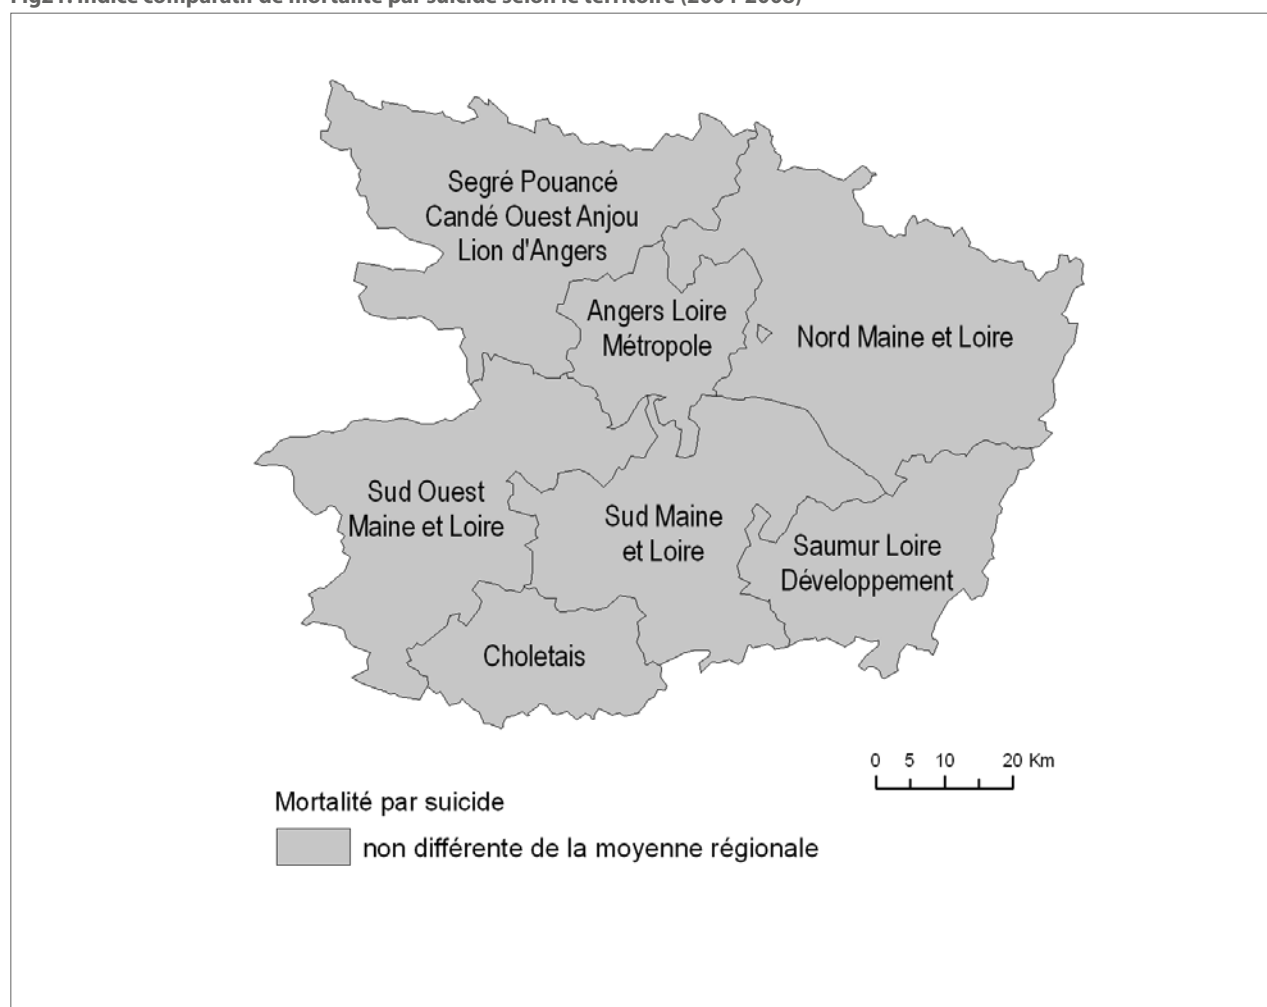 Segré Pouancé
Candé Ouest Anjou
Lion d'Angers
Angers Loire
Métropole
Nord Maine et Loire
Sud Ouest
Maine et Loire
Sud Maine
et Loire
Saumur Loire
Développement
Choletais
0 5 10 20 Km
Mortalité par suicide
non différente de la moyenne régionale